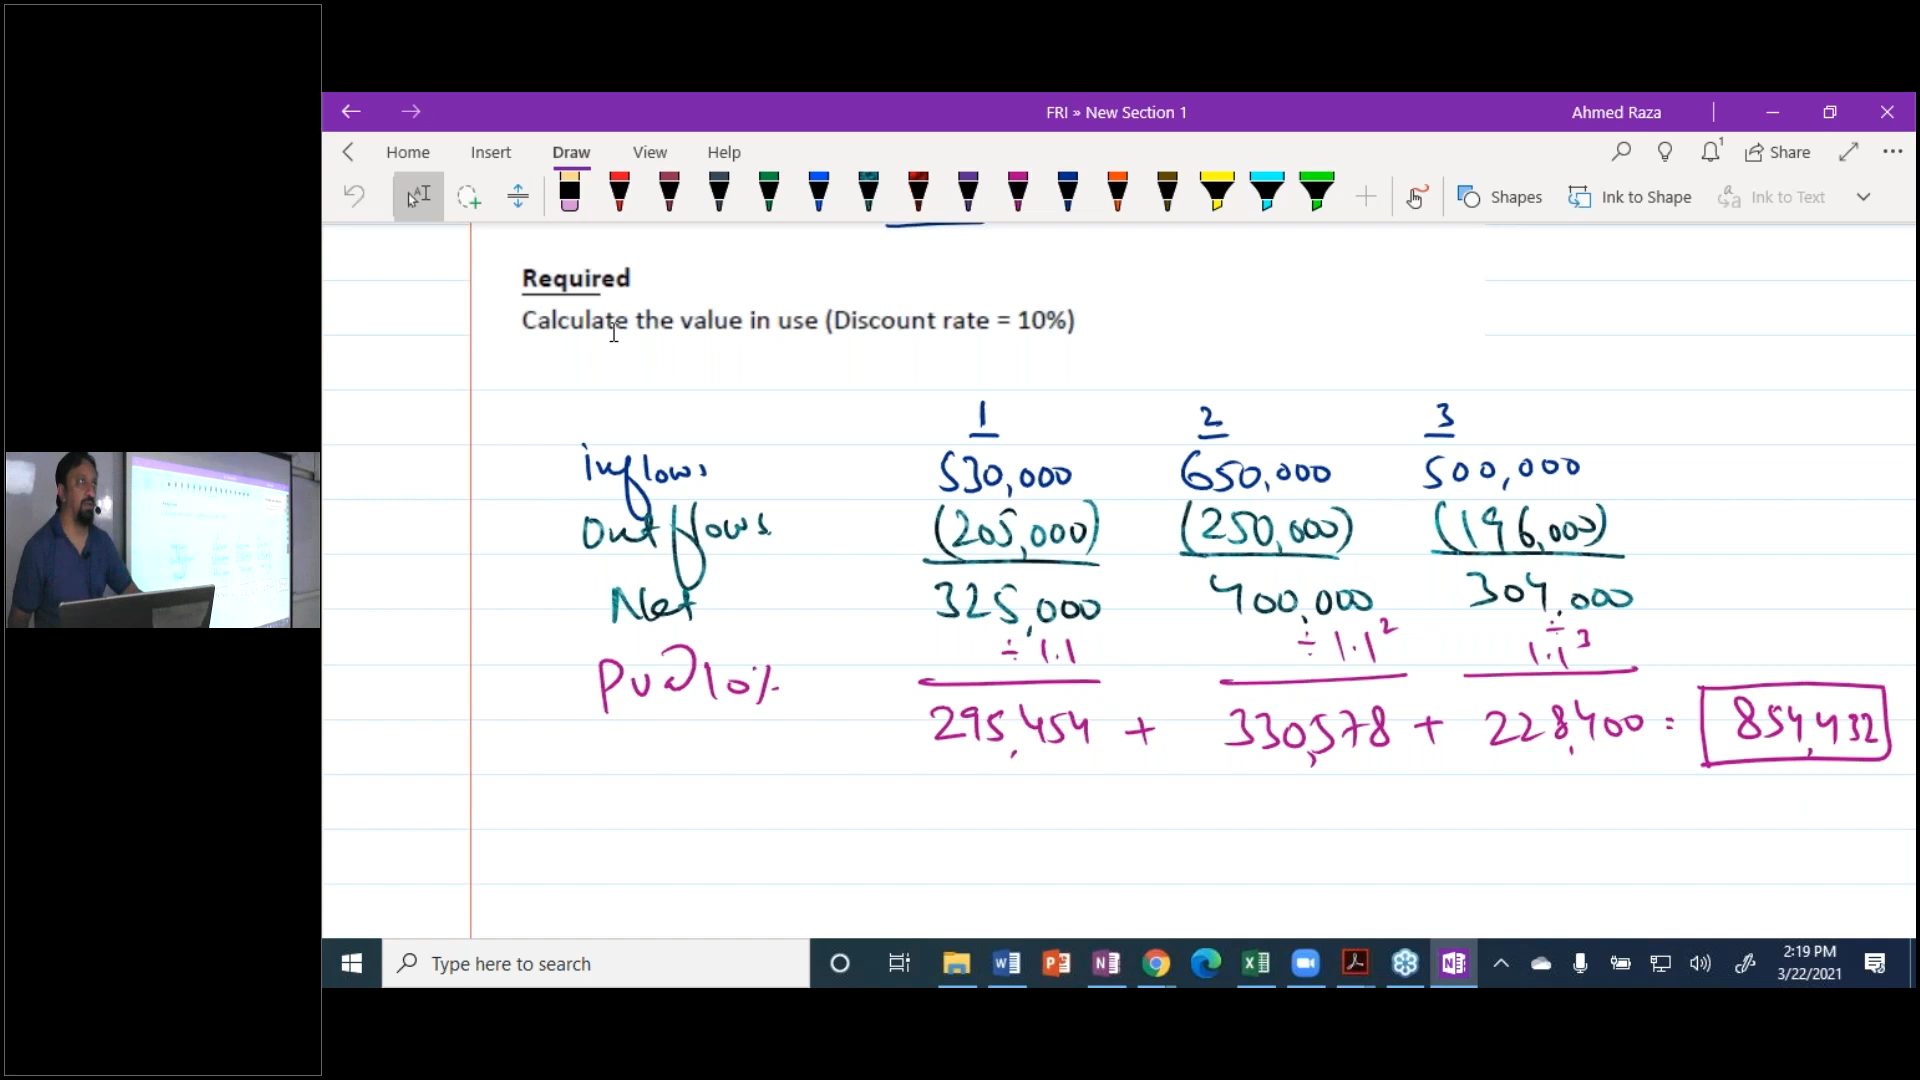 FRI » New Section 1
Ahmed Raza
Home Insert Draw View Help
Share
Shapes
Ink to Shape
Ink to Text
Required
Calculate the value in use (Discount rate = 10%)
1 2 3
inflows 530,000 650,000 500,000
Outflows (205,000) (250,000) (196,000)
Net 325,000 400,000 304,000
÷ 1.1 ÷ 1.1² ÷ 1.1³
PV@10%
295,454 + 330,578 + 228,400 = 854,432
Type here to search
2:19 PM
3/22/2021